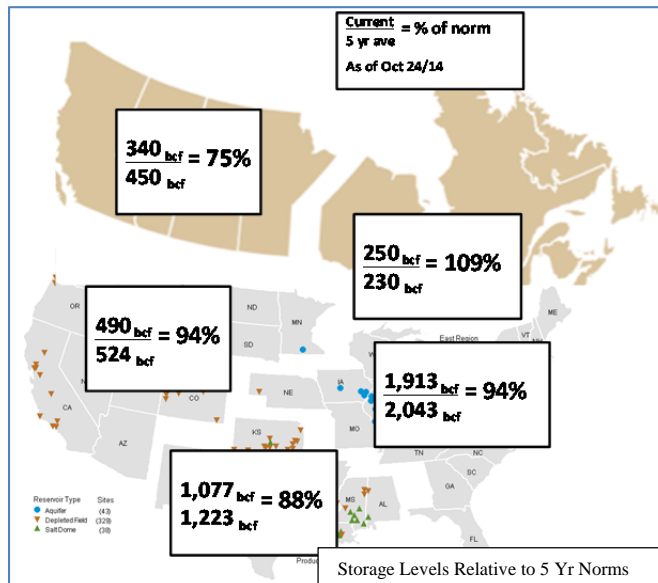 Current
5 yr ave
= % of norm
As of Oct 24/14
340 bcf
450 bcf
= 75%
250 bcf
230 bcf
= 109%
490 bcf
524 bcf
= 94%
1,913 bcf
2,043 bcf
= 94%
1,077 bcf
1,223 bcf
= 88%
OR
ND
MN
SD
ME
VT
East Region
IA
NE
CO
CA
KS
MO
AZ
TN
NC
SC
MS
AL
GA
FL
Reservoir Type Sites
Aquifer (43)
Depleted Field (329)
Salt Dome (38)
Storage Levels Relative to 5 Yr Norms